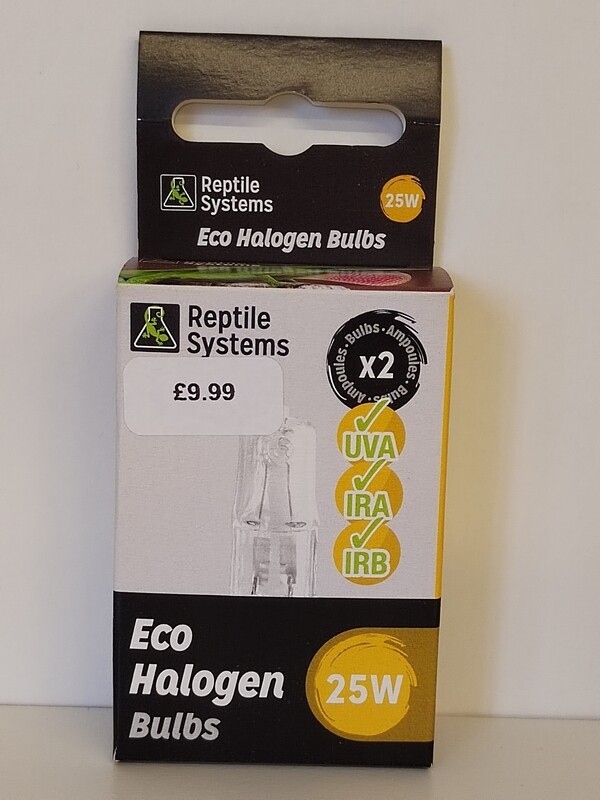 Reptile
Systems
25W
Eco Halogen Bulbs
Reptile
Systems
Bulbs · Ampoules · Bulbs · Ampoules ·
x2
£9.99
UVA
IRA
IRB
Eco
Halogen
Bulbs
25W